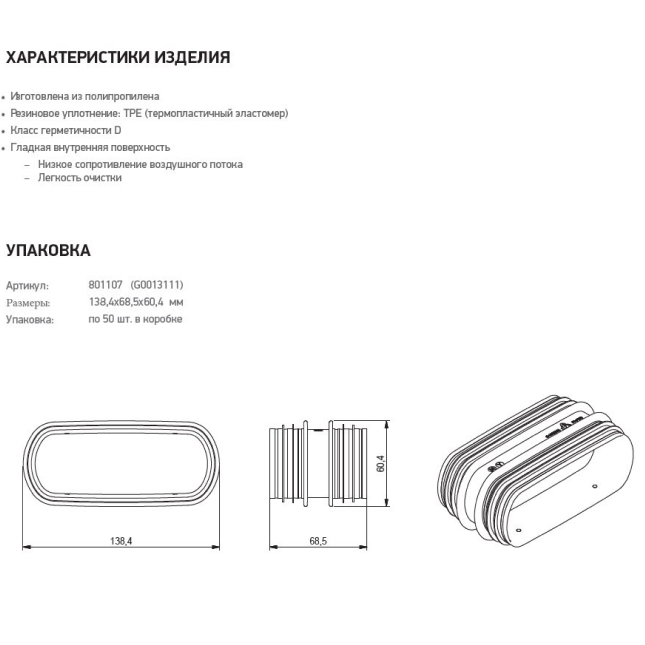 ХАРАКТЕРИСТИКИ ИЗДЕЛИЯ
• Изготовлена из полипропилена
• Резиновое уплотнение: TPE (термопластичный эластомер)
• Класс герметичности D
• Гладкая внутренняя поверхность
– Низкое сопротивление воздушного потока
– Легкость очистки
УПАКОВКА
Артикул: 801107 (G0013111)
Размеры: 138,4x68,5x60,4 мм
Упаковка: по 50 шт. в коробке
60,4
138,4
68,5